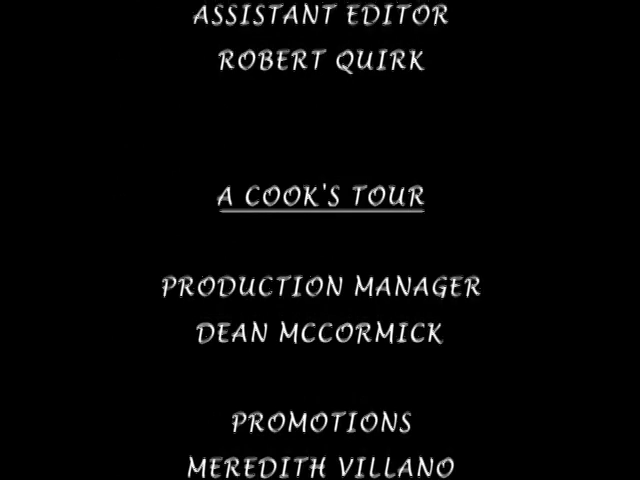 ASSISTANT EDITOR
ROBERT QUIRK
A COOK'S TOUR
PRODUCTION MANAGER
DEAN MCCORMICK
PROMOTIONS
MEREDITH VILLANO